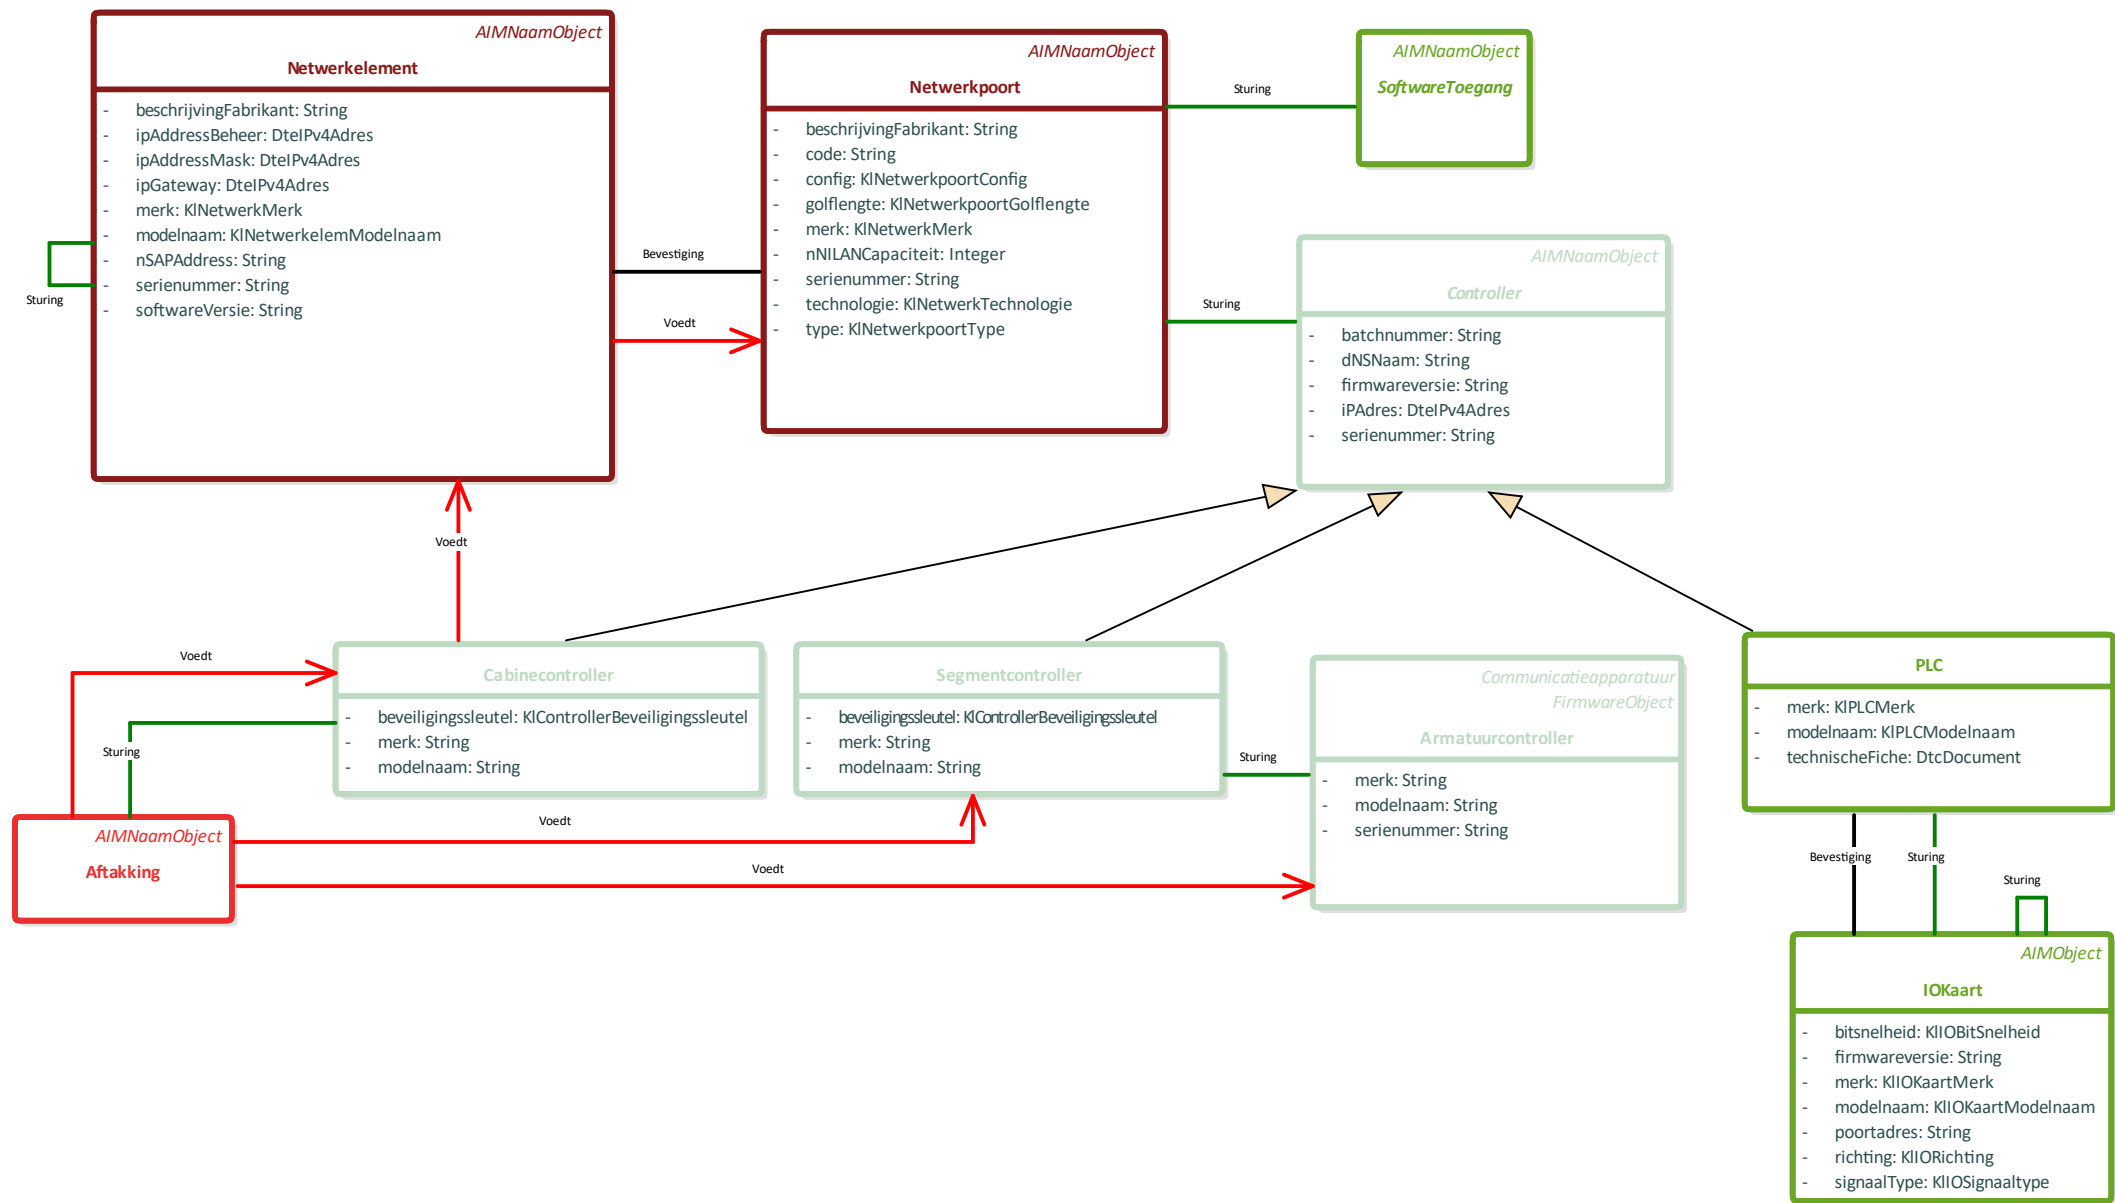 AIMNaamObject
Netwerkelement
- beschrijvingFabrikant: String
- ipAddressBeheer: DteIPv4Adres
- ipAddressMask: DteIPv4Adres
- ipGateway: DteIPv4Adres
- merk: KlNetwerkMerk
- modelnaam: KlNetwerkelemModelnaam
- nSAPAddress: String
- serienummer: String
- softwareVersie: String
Sturing
Bevestiging
Voedt
AIMNaamObject
Netwerkpoort
- beschrijvingFabrikant: String
- code: String
- config: KlNetwerkpoortConfig
- golflengte: KlNetwerkpoortGolflengte
- merk: KlNetwerkMerk
- nNILANCapaciteit: Integer
- serienummer: String
- technologie: KlNetwerkTechnologie
- type: KlNetwerkpoortType
Sturing
AIMNaamObject
SoftwareToegang
Sturing
AIMNaamObject
Controller
- batchnummer: String
- dNSNaam: String
- firmwareversie: String
- iPAdres: DteIPv4Adres
- serienummer: String
Voedt
Voedt
Cabinecontroller
- beveiligingssleutel: KlControllerBeveiligingssleutel
- merk: String
- modelnaam: String
Sturing
Segmentcontroller
- beveiligingssleutel: KlControllerBeveiligingssleutel
- merk: String
- modelnaam: String
Sturing
Communicatieapparatuur
FirmwareObject
Armatuurcontroller
- merk: String
- modelnaam: String
- serienummer: String
PLC
- merk: KlPLCMerk
- modelnaam: KlPLCModelnaam
- technischeFiche: DtcDocument
AIMNaamObject
Aftakking
Voedt
Voedt
Bevestiging
Sturing
Sturing
AIMObject
IOKaart
- bitsnelheid: KlIOBitSnelheid
- firmwareversie: String
- merk: KlIOKaartMerk
- modelnaam: KlIOKaartModelnaam
- poortadres: String
- richting: KlIORichting
- signaalType: KlIOSignaaltype